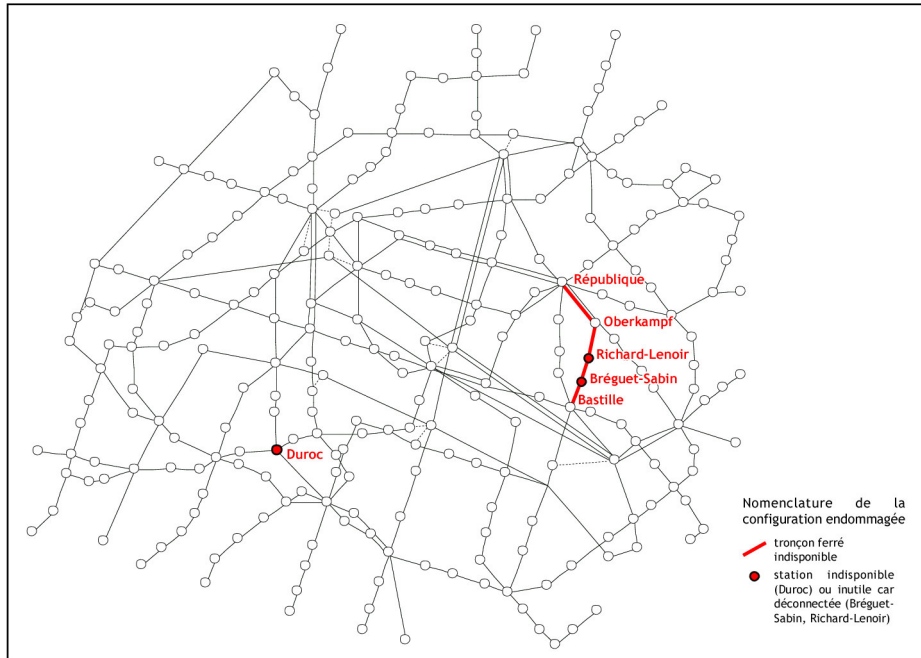 République
Oberkampf
Richard-Lenoir
Bréguet-Sabin
Bastille
Duroc
Nomenclature de la
configuration endommagée
tronçon ferré
indisponible
station indisponible
(Duroc) ou inutile car
déconnectée (Bréguet-
Sabin, Richard-Lenoir)